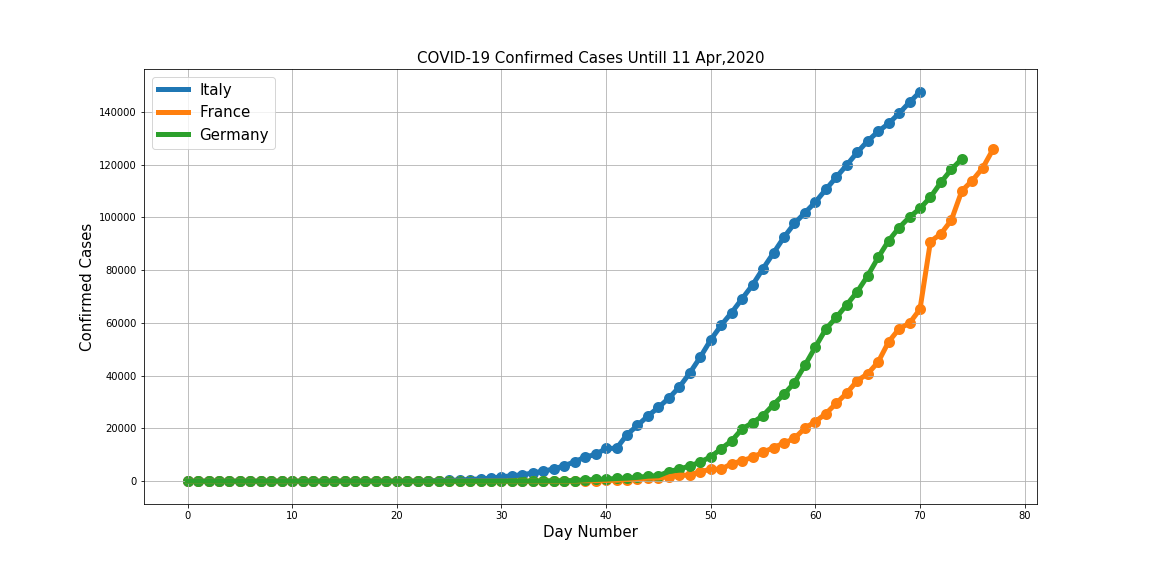 COVID-19 Confirmed Cases Untill 11 Apr,2020
Italy
France
Germany
Confirmed Cases
140000
120000
100000
80000
60000
40000
20000
0
0 10 20 30 40 50 60 70 80
Day Number